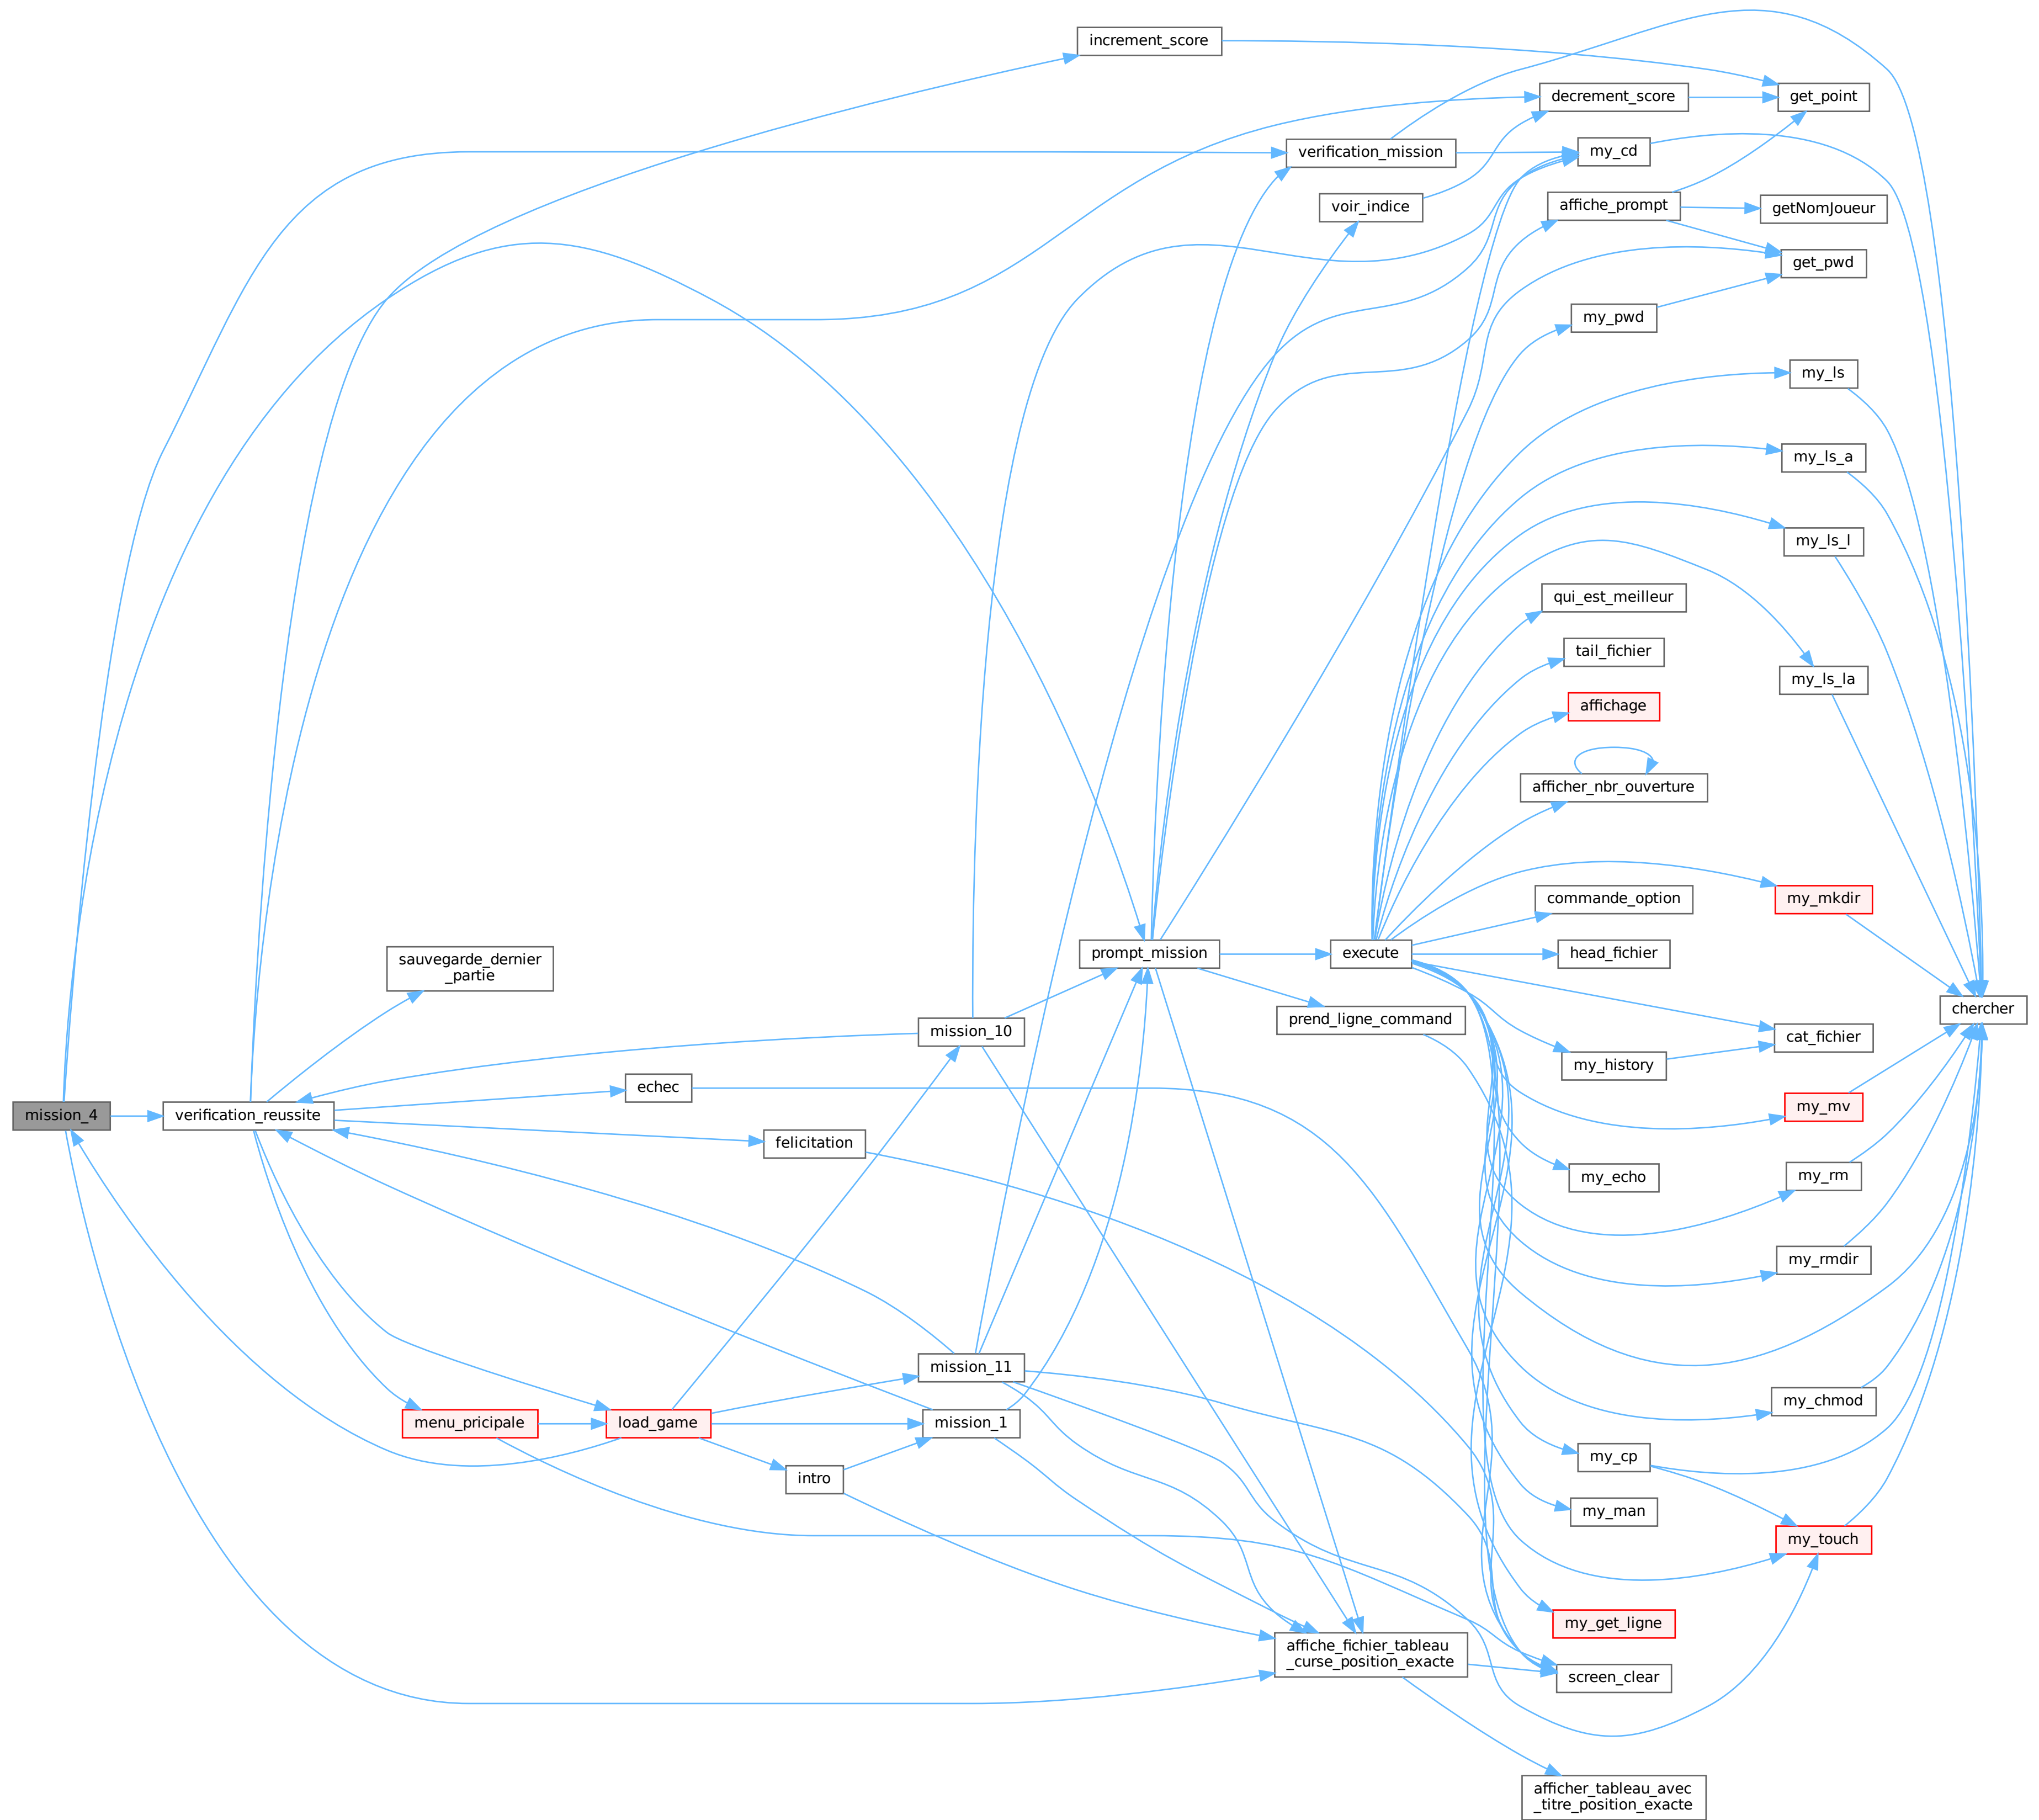 increment_score
decrement_score
get_point
verification_mission
my_cd
voir_indice
affiche_prompt
getNomJoueur
get_pwd
my_pwd
my_ls
my_ls_a
my_ls_l
qui_est_meilleur
tail_fichier
my_ls_la
affichage
afficher_nbr_ouverture
my_mkdir
commande_option
sauvegarde_dernier
_partie
prompt_mission
execute
head_fichier
chercher
mission_10
prend_ligne_command
cat_fichier
my_history
echec
my_mv
mission_4
verification_reussite
felicitation
my_echo
my_rm
my_rmdir
mission_11
my_chmod
menu_pricipale
load_game
mission_1
my_cp
intro
my_man
my_touch
my_get_ligne
affiche_fichier_tableau
_curse_position_exacte
screen_clear
afficher_tableau_avec
_titre_position_exacte